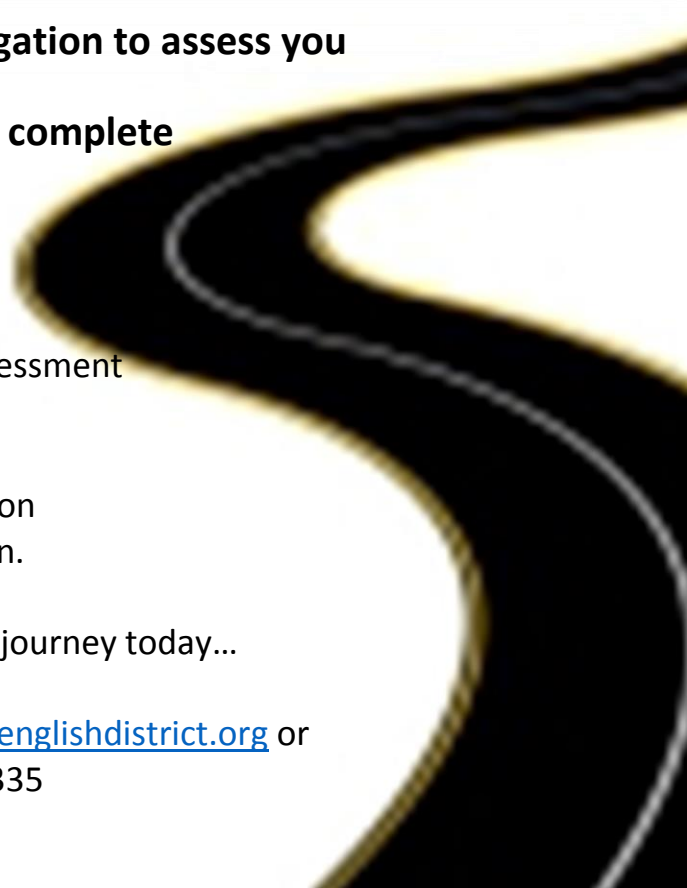 gation to assess you
complete
essment
on
n.
journey today…
englishdistrict.org or
335